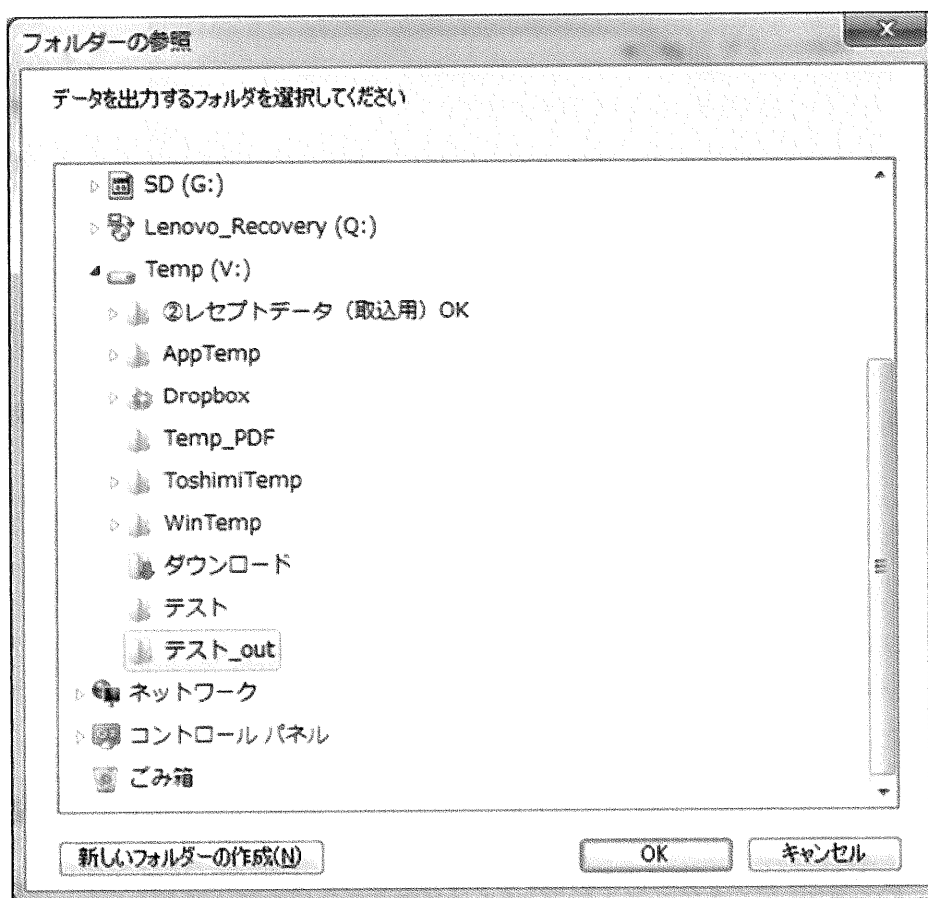 フォルダーの参照
データを出力するフォルダを選択してください
SD (G:)
Lenovo_Recovery (Q:)
Temp (V:)
②レセプトデータ（取込用）OK
AppTemp
Dropbox
Temp_PDF
ToshimiTemp
WinTemp
ダウンロード
テスト
テスト_out
ネットワーク
コントロール パネル
ごみ箱
新しいフォルダーの作成(N)
OK
キャンセル